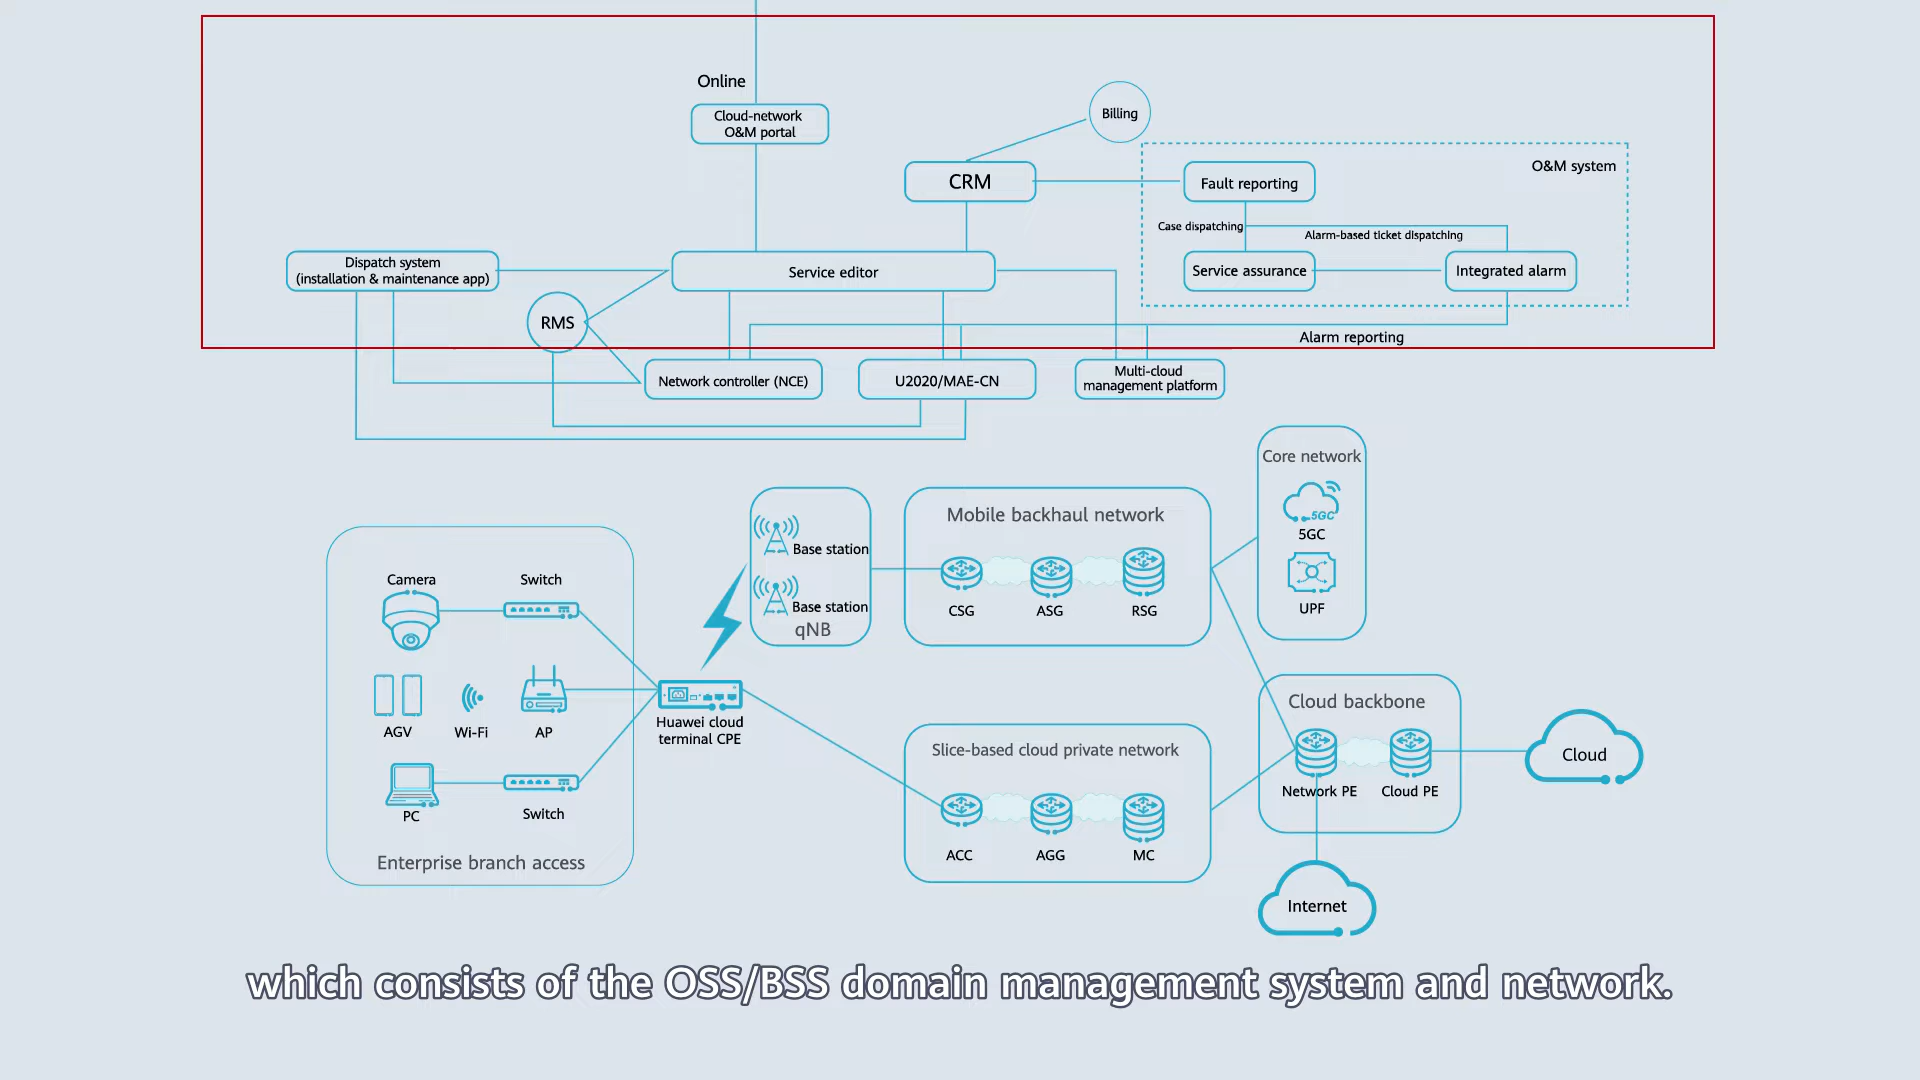 Online
Cloud-network
O&M portal
Billing
CRM
O&M system
Fault reporting
Case dispatching
Alarm-based ticket dispatching
Dispatch system
(installation & maintenance app)
Service editor
Service assurance
Integrated alarm
RMS
Alarm reporting
Network controller (NCE)
U2020/MAE-CN
Multi-cloud
management platform
Core network
5GC
5GC
UPF
Mobile backhaul network
CSG
ASG
RSG
Base station
Base station
qNB
Camera
Switch
AGV
Wi-Fi
AP
PC
Switch
Enterprise branch access
Huawei cloud
terminal CPE
Slice-based cloud private network
ACC
AGG
MC
Cloud backbone
Network PE
Cloud PE
Cloud
Internet
which consists of the OSS/BSS domain management system and network.